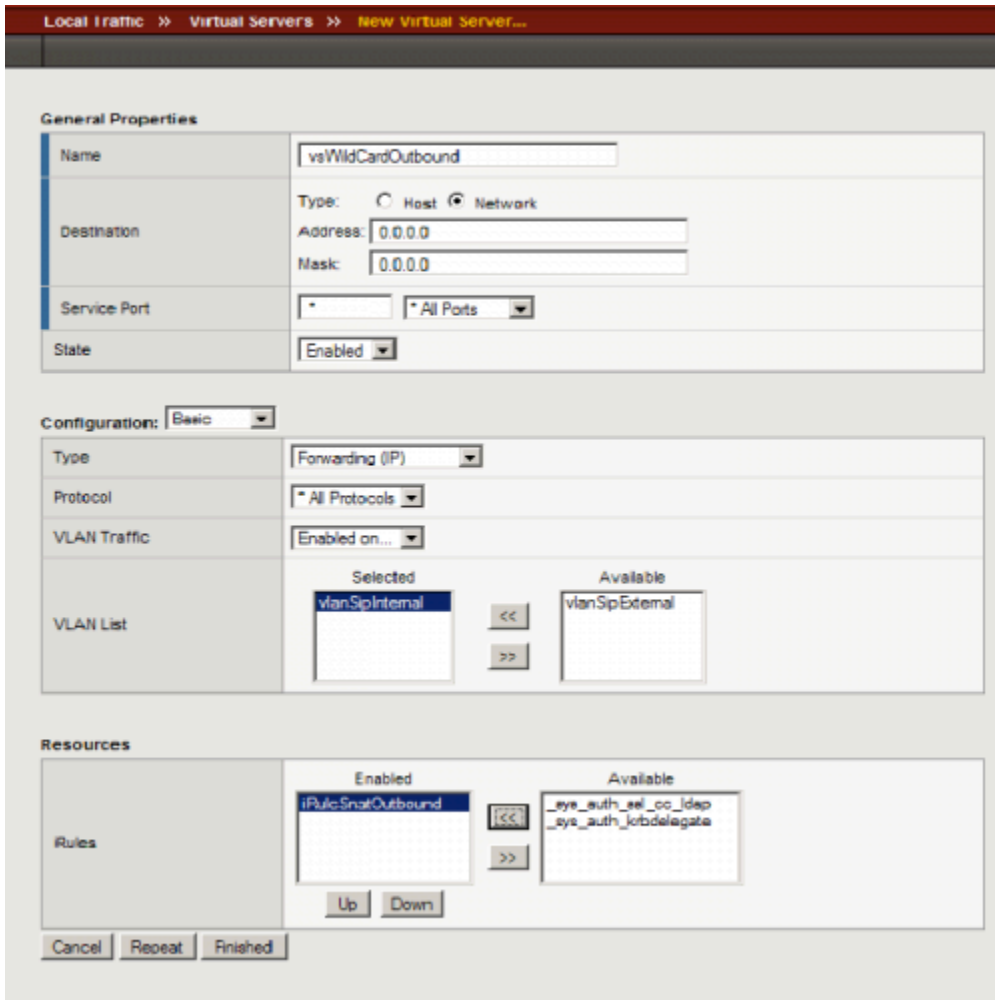 Local Traffic » Virtual Servers » New Virtual Server...
General Properties
Name vsWildCardOutbound
Destination
Type: Host Network
Address: 0.0.0.0
Mask: 0.0.0.0
Service Port * * All Ports
State Enabled
Configuration: Basic
Type Forwarding (IP)
Protocol * All Protocols
VLAN Traffic Enabled on...
VLAN List
Selected Available
vlanSipInternal << vlanSipExternal
>>
Resources
iRules
Enabled Available
iRuleSnatOutbound << _sys_auth_ssl_cc_ldap
_sys_auth_krbdelegate
>>
Up Down
Cancel Repeat Finished